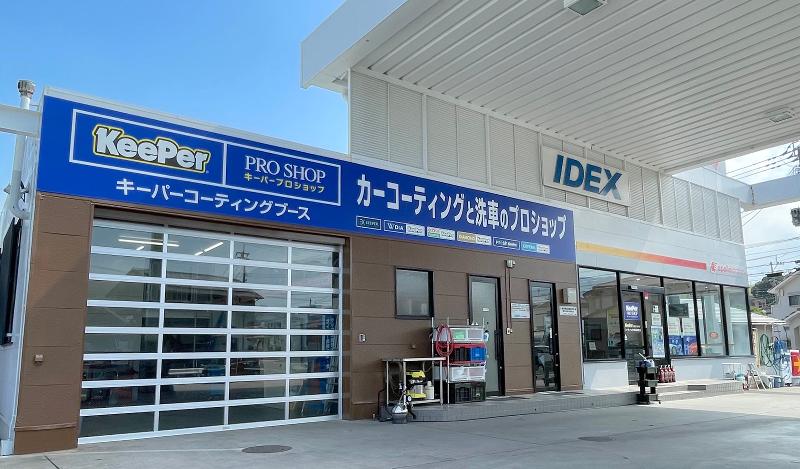 KeePer
PRO SHOP
キーパープロショップ
キーパーコーティングブース
カーコーティングと洗車のプロショップ
IDEX